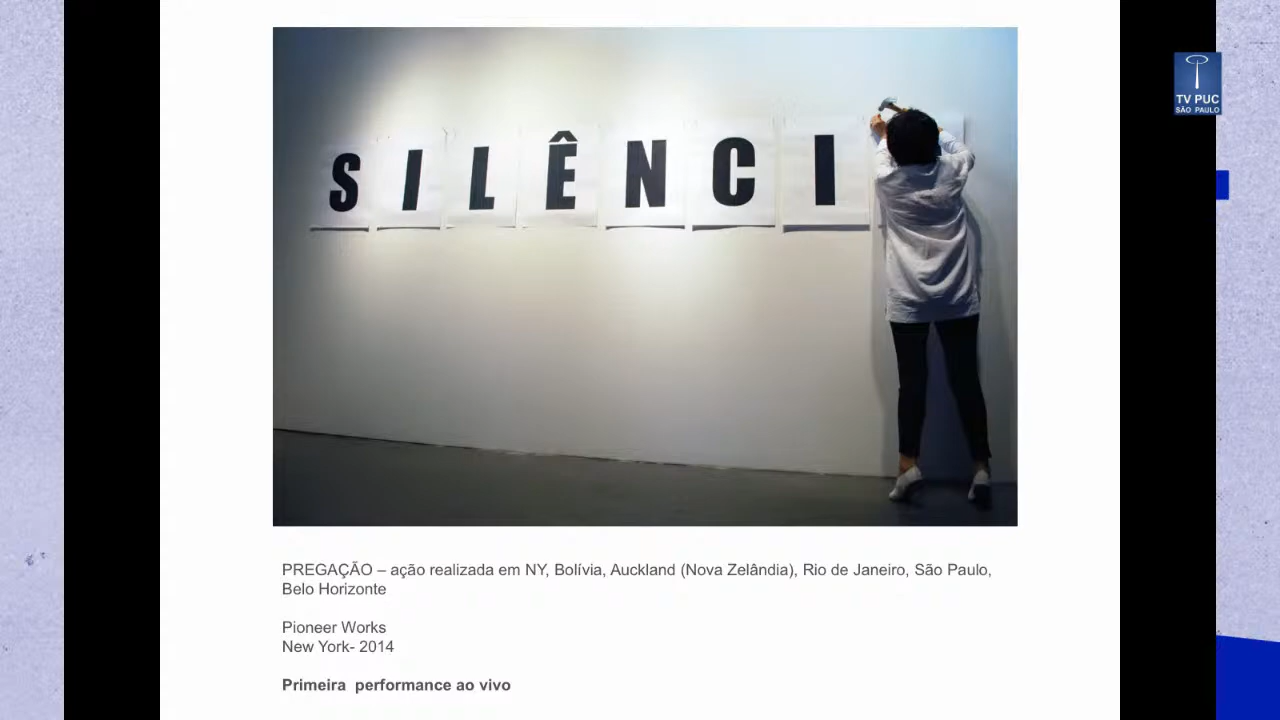 SILÊNCI
TV PUC
SÃO PAULO
PREGAÇÃO – ação realizada em NY, Bolívia, Auckland (Nova Zelândia), Rio de Janeiro, São Paulo,
Belo Horizonte
Pioneer Works
New York- 2014
Primeira  performance ao vivo